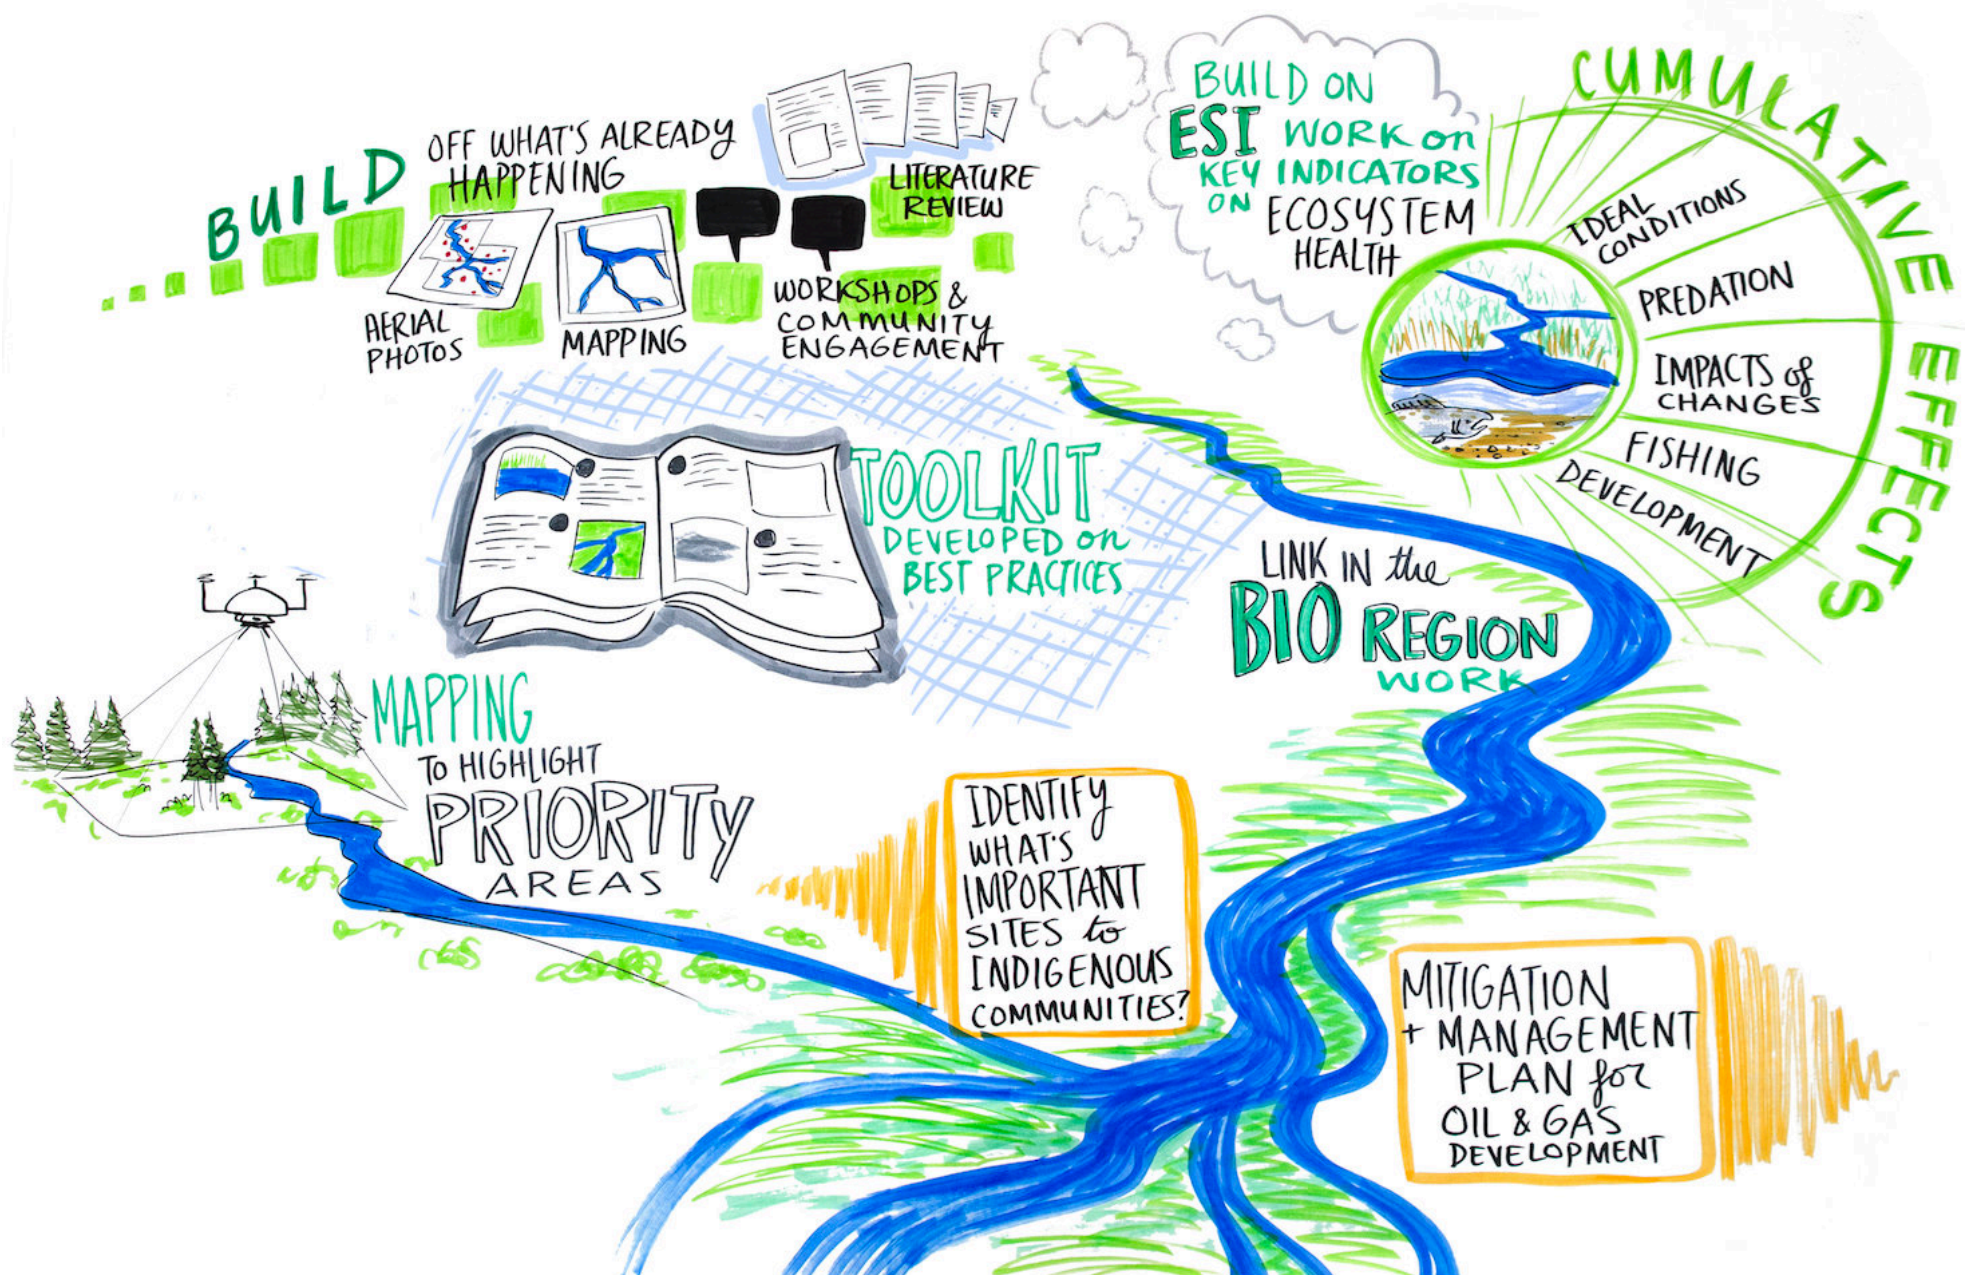 BUILD
OFF WHAT'S ALREADY
HAPPENING
AERIAL
PHOTOS
MAPPING
WORKSHOPS &
COMMUNITY
ENGAGEMENT
LITERATURE
REVIEW
BUILD ON
ESI WORK on
KEY INDICATORS
ON ECOSYSTEM
HEALTH
CUMULATIVE EFFECTS
IDEAL
CONDITIONS
PREDATION
IMPACTS of
CHANGES
FISHING
DEVELOPMENT
TOOLKIT
DEVELOPED on
BEST PRACTICES
LINK IN the
BIO REGION
WORK
MAPPING
TO HIGHLIGHT
PRIORITY
AREAS
IDENTIFY
WHAT'S
IMPORTANT
SITES to
INDIGENOUS
COMMUNITIES?
MITIGATION
+ MANAGEMENT
PLAN for
OIL & GAS
DEVELOPMENT